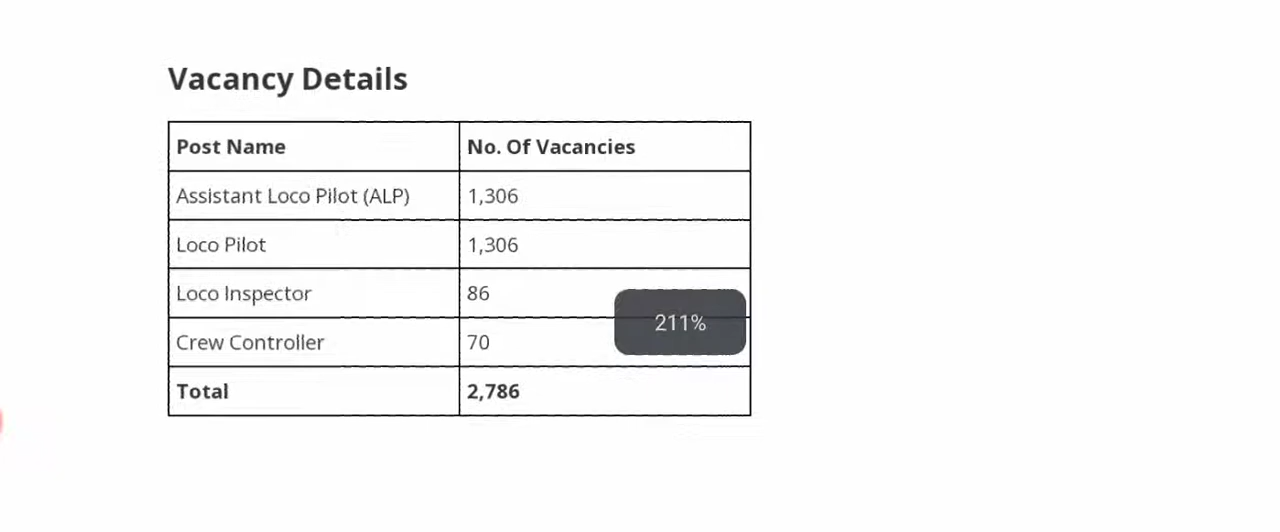 Vacancy Details
Post Name No. Of Vacancies
Assistant Loco Pilot (ALP) 1,306
Loco Pilot 1,306
Loco Inspector 86
Crew Controller 70
211%
Total 2,786